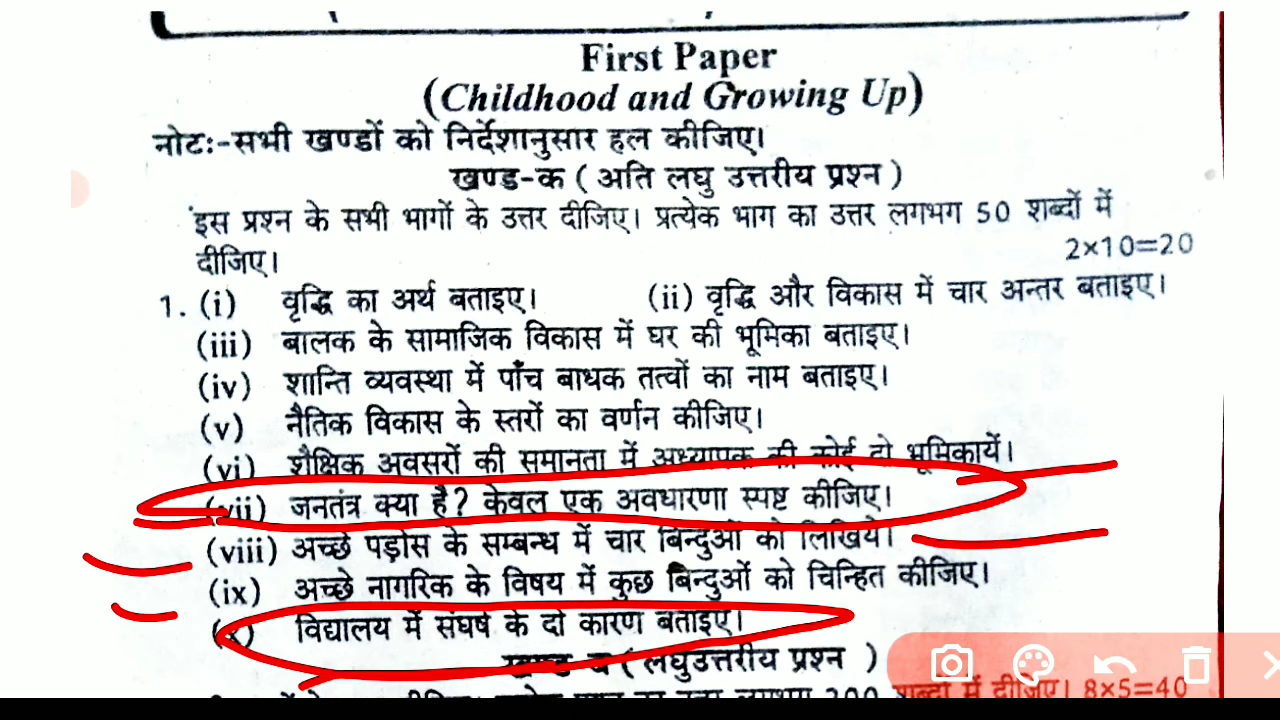 First Paper
(Childhood and Growing Up)
नोटः-सभी खण्डों को निर्देशानुसार हल कीजिए।
खण्ड-क ( अति लघु उत्तरीय प्रश्न )
इस प्रश्न के सभी भागों के उत्तर दीजिए। प्रत्येक भाग का उत्तर लगभग 50 शब्दों में
दीजिए। 2×10=20
1. (i) वृद्धि का अर्थ बताइए। (ii) वृद्धि और विकास में चार अन्तर बताइए।
(iii) बालक के सामाजिक विकास में घर की भूमिका बताइए।
(iv) शान्ति व्यवस्था में पाँच बाधक तत्वों का नाम बताइए।
(v) नैतिक विकास के स्तरों का वर्णन कीजिए।
(vi) शैक्षिक अवसरों की समानता में अध्यापक की कोई दो भूमिकायें।
(vii) जनतंत्र क्या है? केवल एक अवधारणा स्पष्ट कीजिए।
(viii) अच्छे पड़ोस के सम्बन्ध में चार बिन्दुओं को लिखिये।
(ix) अच्छे नागरिक के विषय में कुछ बिन्दुओं को चिन्हित कीजिए।
(x) विद्यालय में संघर्ष के दो कारण बताइए।
( लघुउत्तरीय प्रश्न )
200 शब्दों में दीजिए। 8×5=40